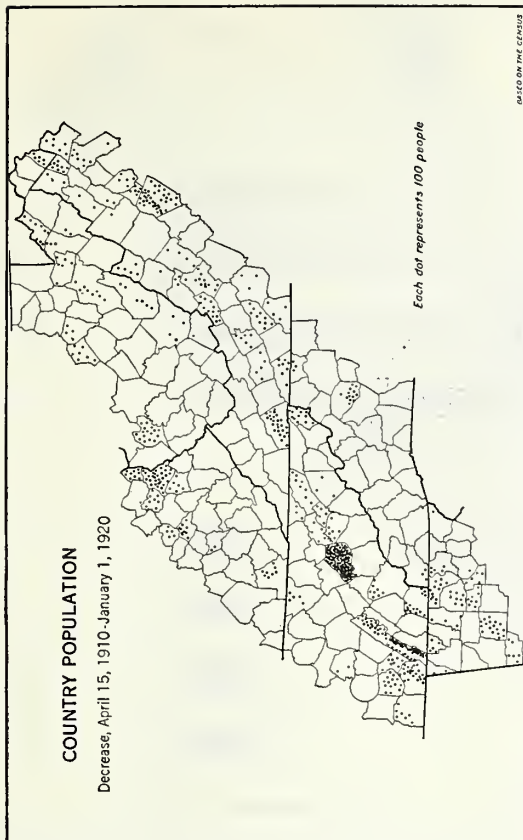 COUNTRY POPULATION
Decrease, April 15, 1910-January 1, 1920
Each dot represents 100 people
BASED ON THE CENSUS